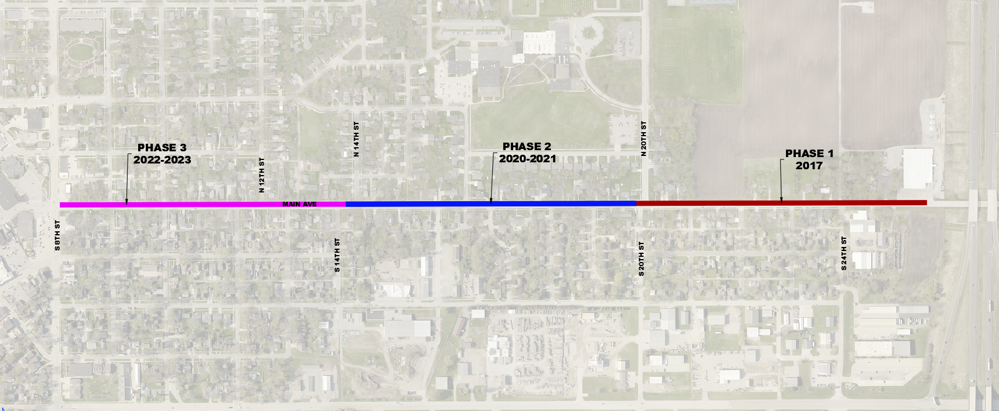 N 14TH ST
N 20TH ST
PHASE 3
2022-2023
PHASE 2
2020-2021
PHASE 1
2017
N 12TH ST
MAIN AVE
S 8TH ST
S 14TH ST
S 20TH ST
S 24TH ST